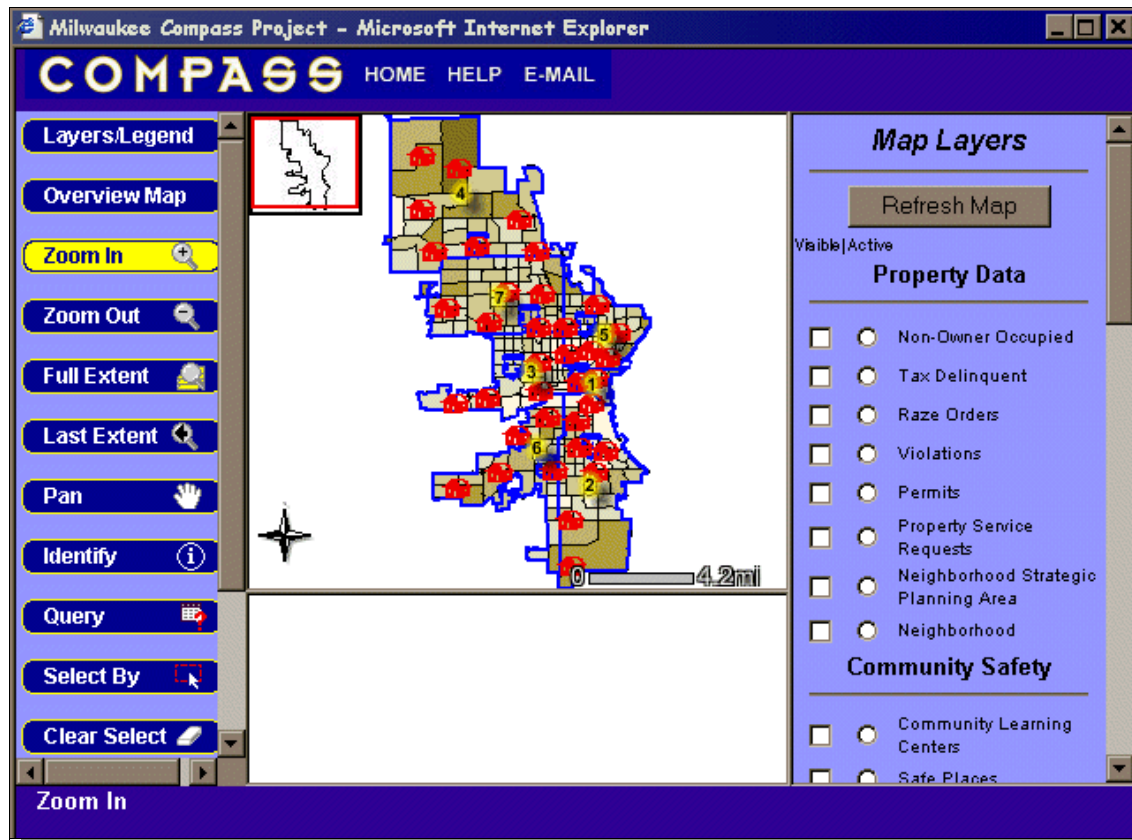 Milwaukee Compass Project - Microsoft Internet Explorer
COMPASS HOME HELP E-MAIL
Layers/Legend
Overview Map
Zoom In
Zoom Out
Full Extent
Last Extent
Pan
Identify
Query
Select By
Clear Select
4
7
5
3
1
6
2
0 4.2mi
Map Layers
Refresh Map
Visible|Active
Property Data
Non-Owner Occupied
Tax Delinquent
Raze Orders
Violations
Permits
Property Service
Requests
Neighborhood Strategic
Planning Area
Neighborhood
Community Safety
Community Learning
Centers
Safe Places
Zoom In